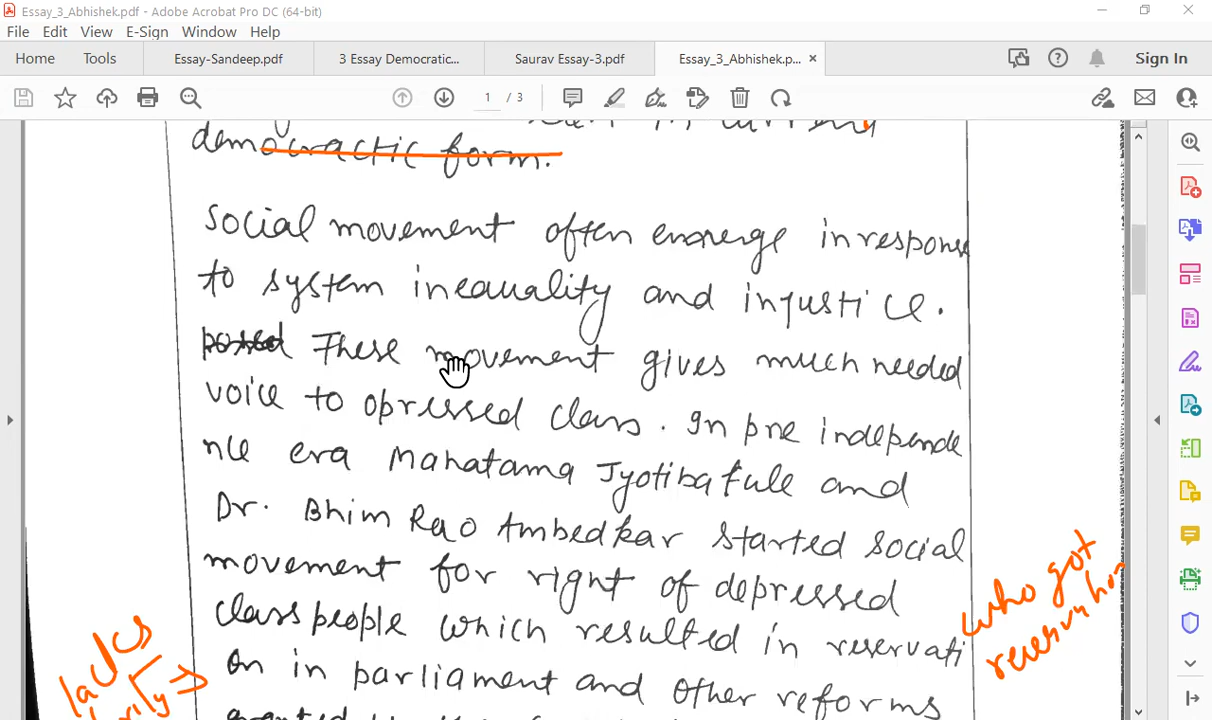 Essay_3_Abhishek.pdf - Adobe Acrobat Pro DC (64-bit)
File Edit View E-Sign Window Help
Home Tools Essay-Sandeep.pdf 3 Essay Democratic... Saurav Essay-3.pdf Essay_3_Abhishek.p... × Sign In
1 / 3
democractic form.
Social movement often emerge in response
to system inequality and injustice.
These movement gives much needed
voice to opressed class. In pre independe
nce era Mahatama Jyotiba fule and
Dr. Bhim Rao Ambedkar started social
movement for right of depressed
class people which resulted in reservati
who got
on in parliament and other reforms
lacks